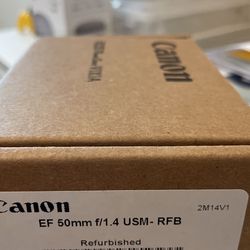 Canon
Canon
2M14V1
EF 50mm f/1.4 USM- RFB
Refurbished